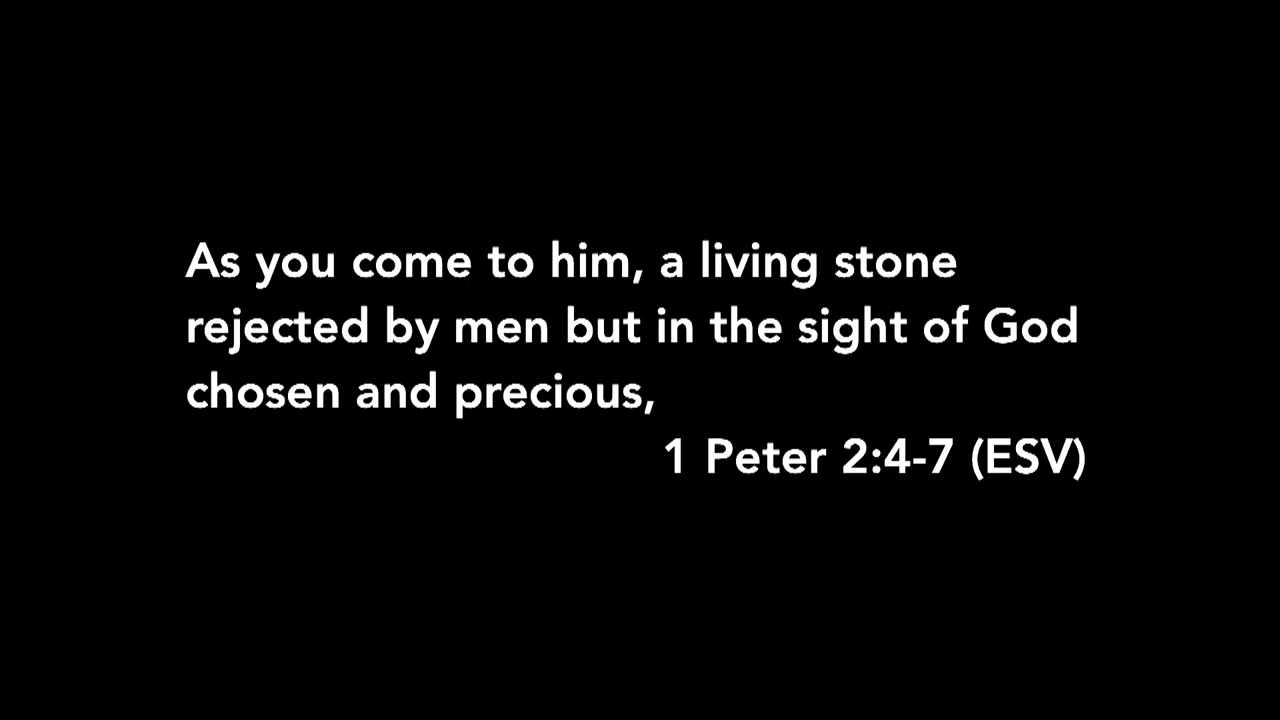 As you come to him, a living stone
rejected by men but in the sight of God
chosen and precious,
1 Peter 2:4-7 (ESV)